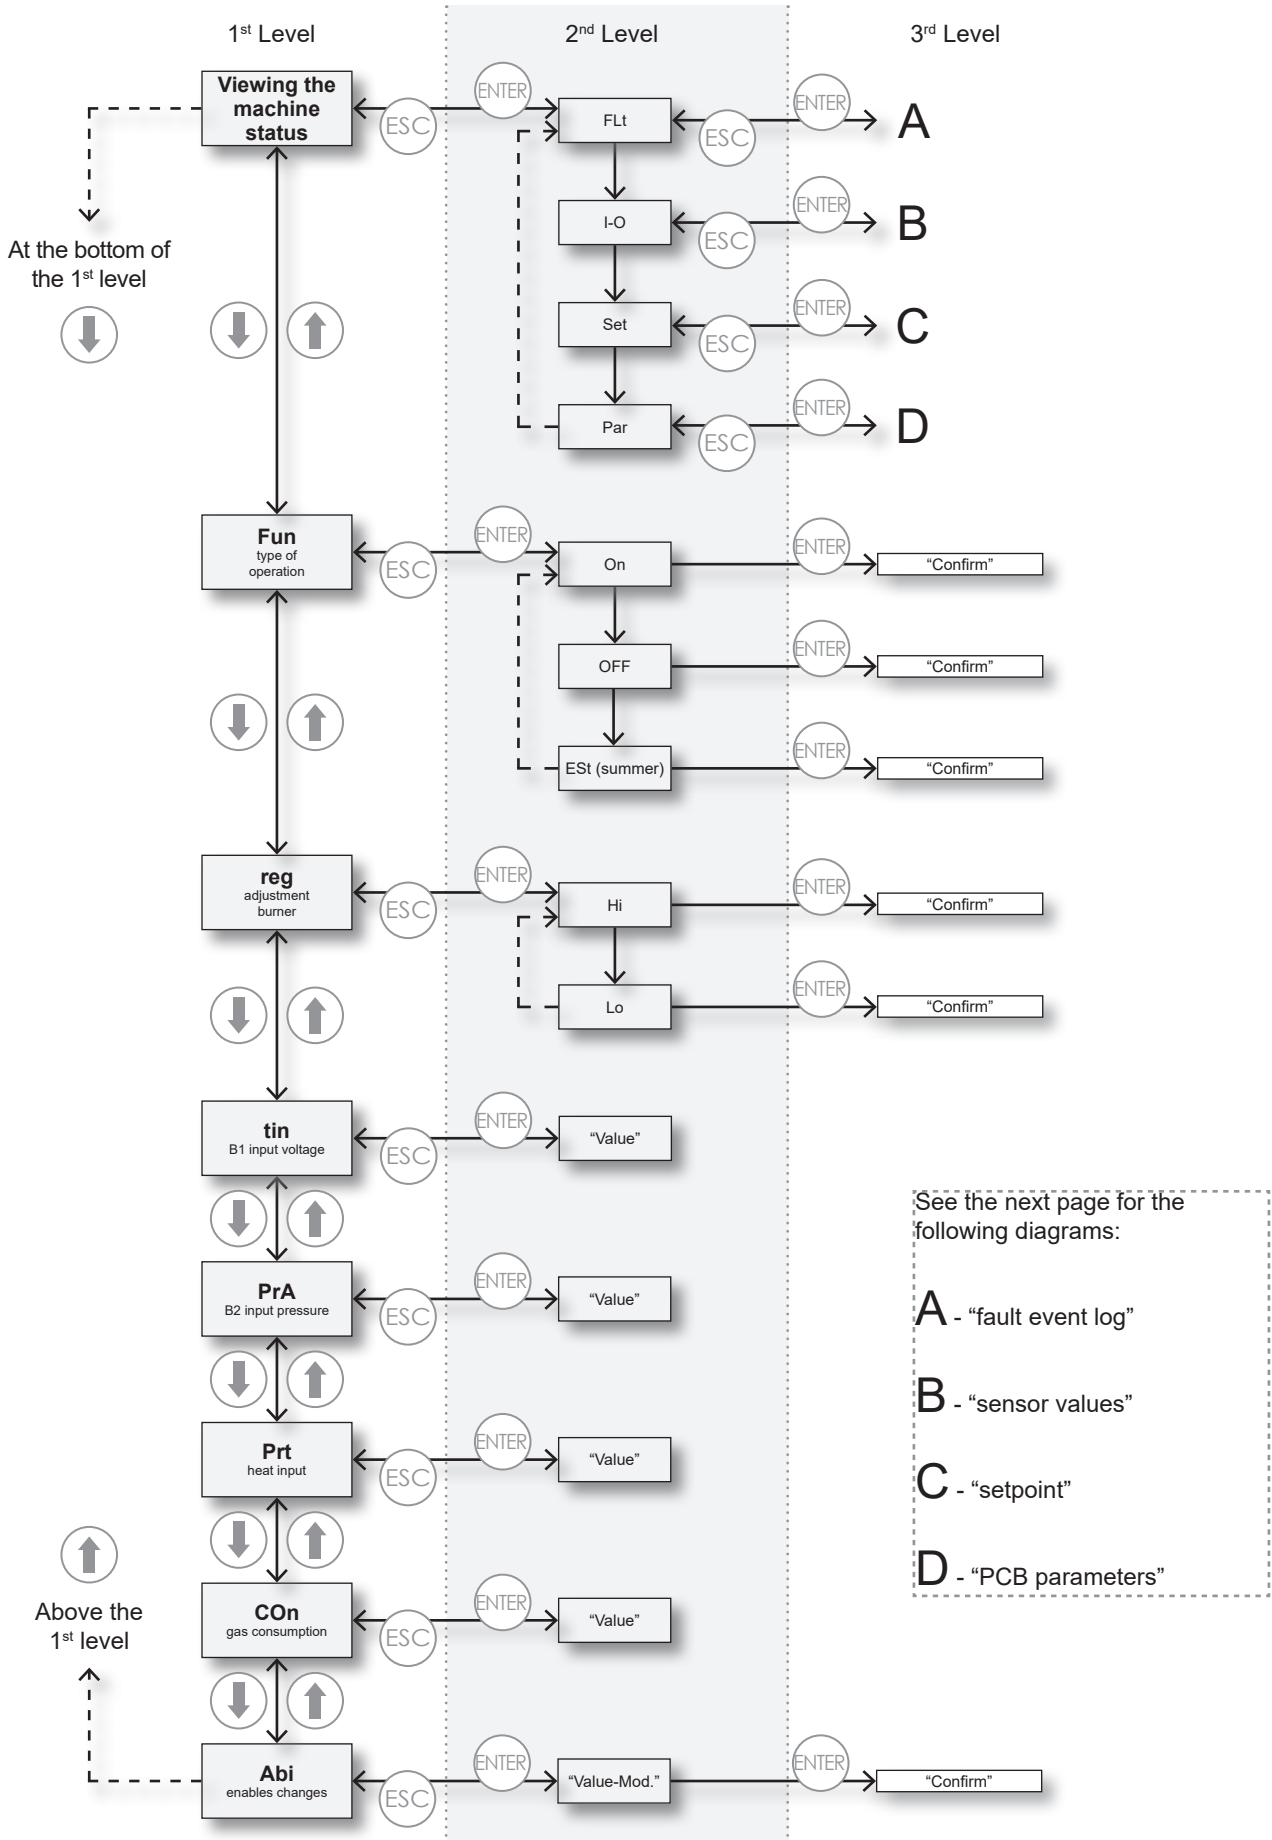 1st Level
2nd Level
3rd Level
Viewing the
machine
status
ESC
ENTER
FLt
ESC
ENTER
A
I-O
ESC
ENTER
B
At the bottom of
the 1st level
Set
ESC
ENTER
C
Par
ESC
ENTER
D
Fun
type of
operation
ESC
ENTER
On
ENTER
“Confirm”
OFF
ENTER
“Confirm”
ESt (summer)
ENTER
“Confirm”
reg
adjustment
burner
ESC
ENTER
Hi
ENTER
“Confirm”
Lo
ENTER
“Confirm”
tin
B1 input voltage
ESC
ENTER
“Value”
PrA
B2 input pressure
ESC
ENTER
“Value”
Prt
heat input
ESC
ENTER
“Value”
COn
gas consumption
ESC
ENTER
“Value”
Above the
1st level
Abi
enables changes
ESC
ENTER
“Value-Mod.”
ENTER
“Confirm”
See the next page for the
following diagrams:
A - “fault event log”
B - “sensor values”
C - “setpoint”
D - “PCB parameters”